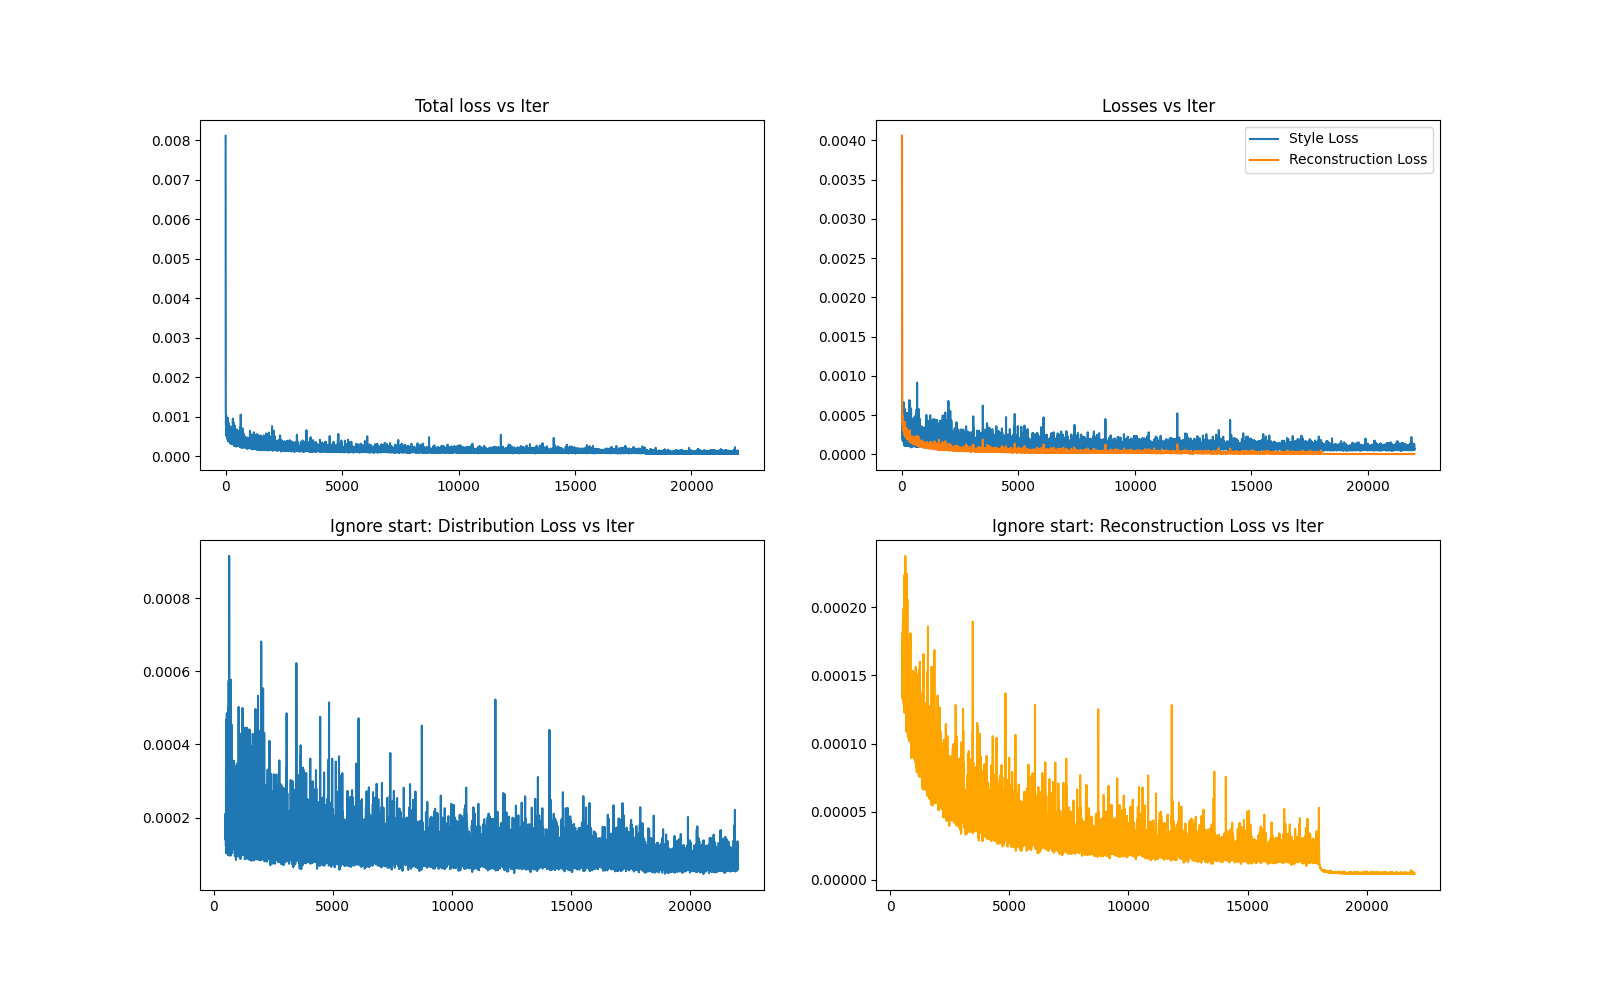 Total loss vs Iter
0.008
0.007
0.006
0.005
0.004
0.003
0.002
0.001
0.000
0 5000 10000 15000 20000
Losses vs Iter
Style Loss
Reconstruction Loss
0.0040
0.0035
0.0030
0.0025
0.0020
0.0015
0.0010
0.0005
0.0000
0 5000 10000 15000 20000
Ignore start: Distribution Loss vs Iter
0.0008
0.0006
0.0004
0.0002
0 5000 10000 15000 20000
Ignore start: Reconstruction Loss vs Iter
0.00020
0.00015
0.00010
0.00005
0.00000
0 5000 10000 15000 20000